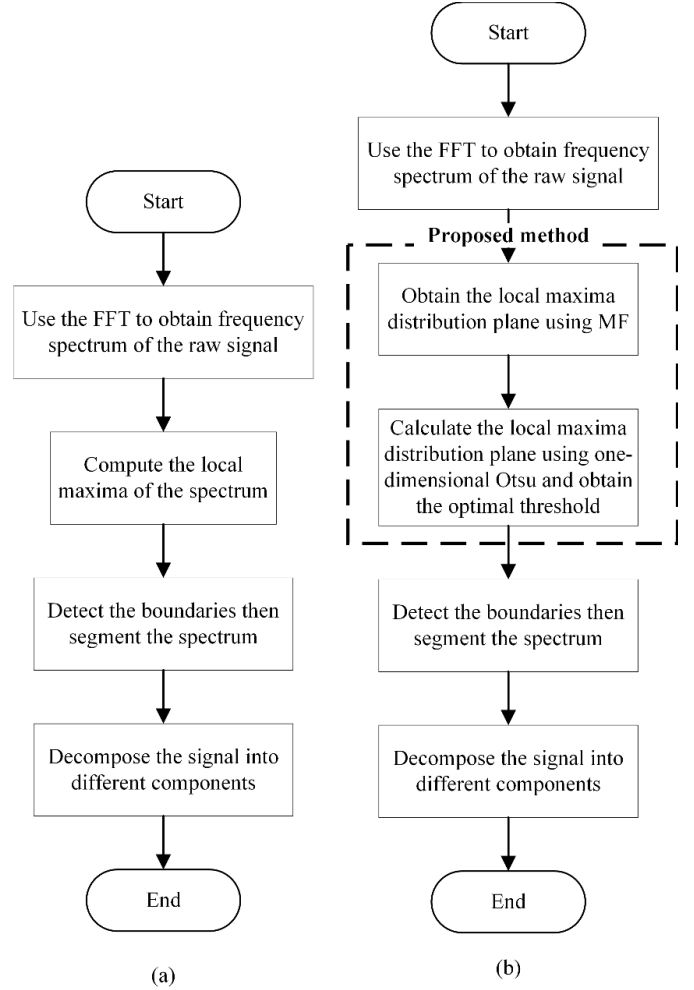 Start
Use the FFT to obtain frequency
spectrum of the raw signal
Compute the local
maxima of the spectrum
Detect the boundaries then
segment the spectrum
Decompose the signal into
different components
End
(a)
Start
Use the FFT to obtain frequency
spectrum of the raw signal
Proposed method
Obtain the local maxima
distribution plane using MF
Calculate the local maxima
distribution plane using one-
dimensional Otsu and obtain
the optimal threshold
Detect the boundaries then
segment the spectrum
Decompose the signal into
different components
End
(b)